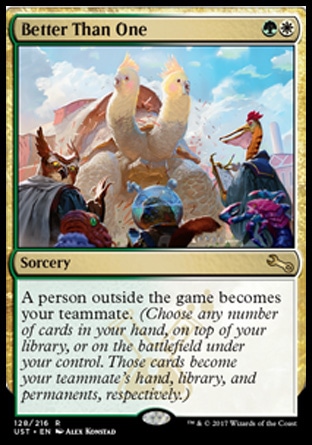 Better Than One
Sorcery
A person outside the game becomes
your teammate. (Choose any number
of cards in your hand, on top of your
library, or on the battlefield under
your control. Those cards become
your teammate's hand, library, and
permanents, respectively.)
128/216 R
UST • EN Alex Konstad
™ & © 2017 Wizards of the Coast